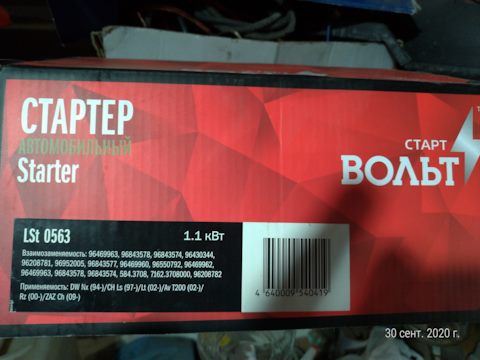 СТАРТЕР
АВТОМОБИЛЬНЫЙ
Starter
СТАРТ
ВОЛЬТ
LSt 0563
1.1 кВт
Взаимозаменяемость: 96469963, 96843578, 96843574, 96430344,
96208781, 96952005, 96843577, 96469960, 96550792, 96469962,
96469963, 96843578, 96843574, 584.3708, 7162.3708000, 96208782
Применяемость: DW Nx (94-)/CH Ls (97-)/Lt (02-)/Av T200 (02-)/
Rz (00-)/ZAZ Ch (09-)
4 640009 540419
30 сент. 2020 г.